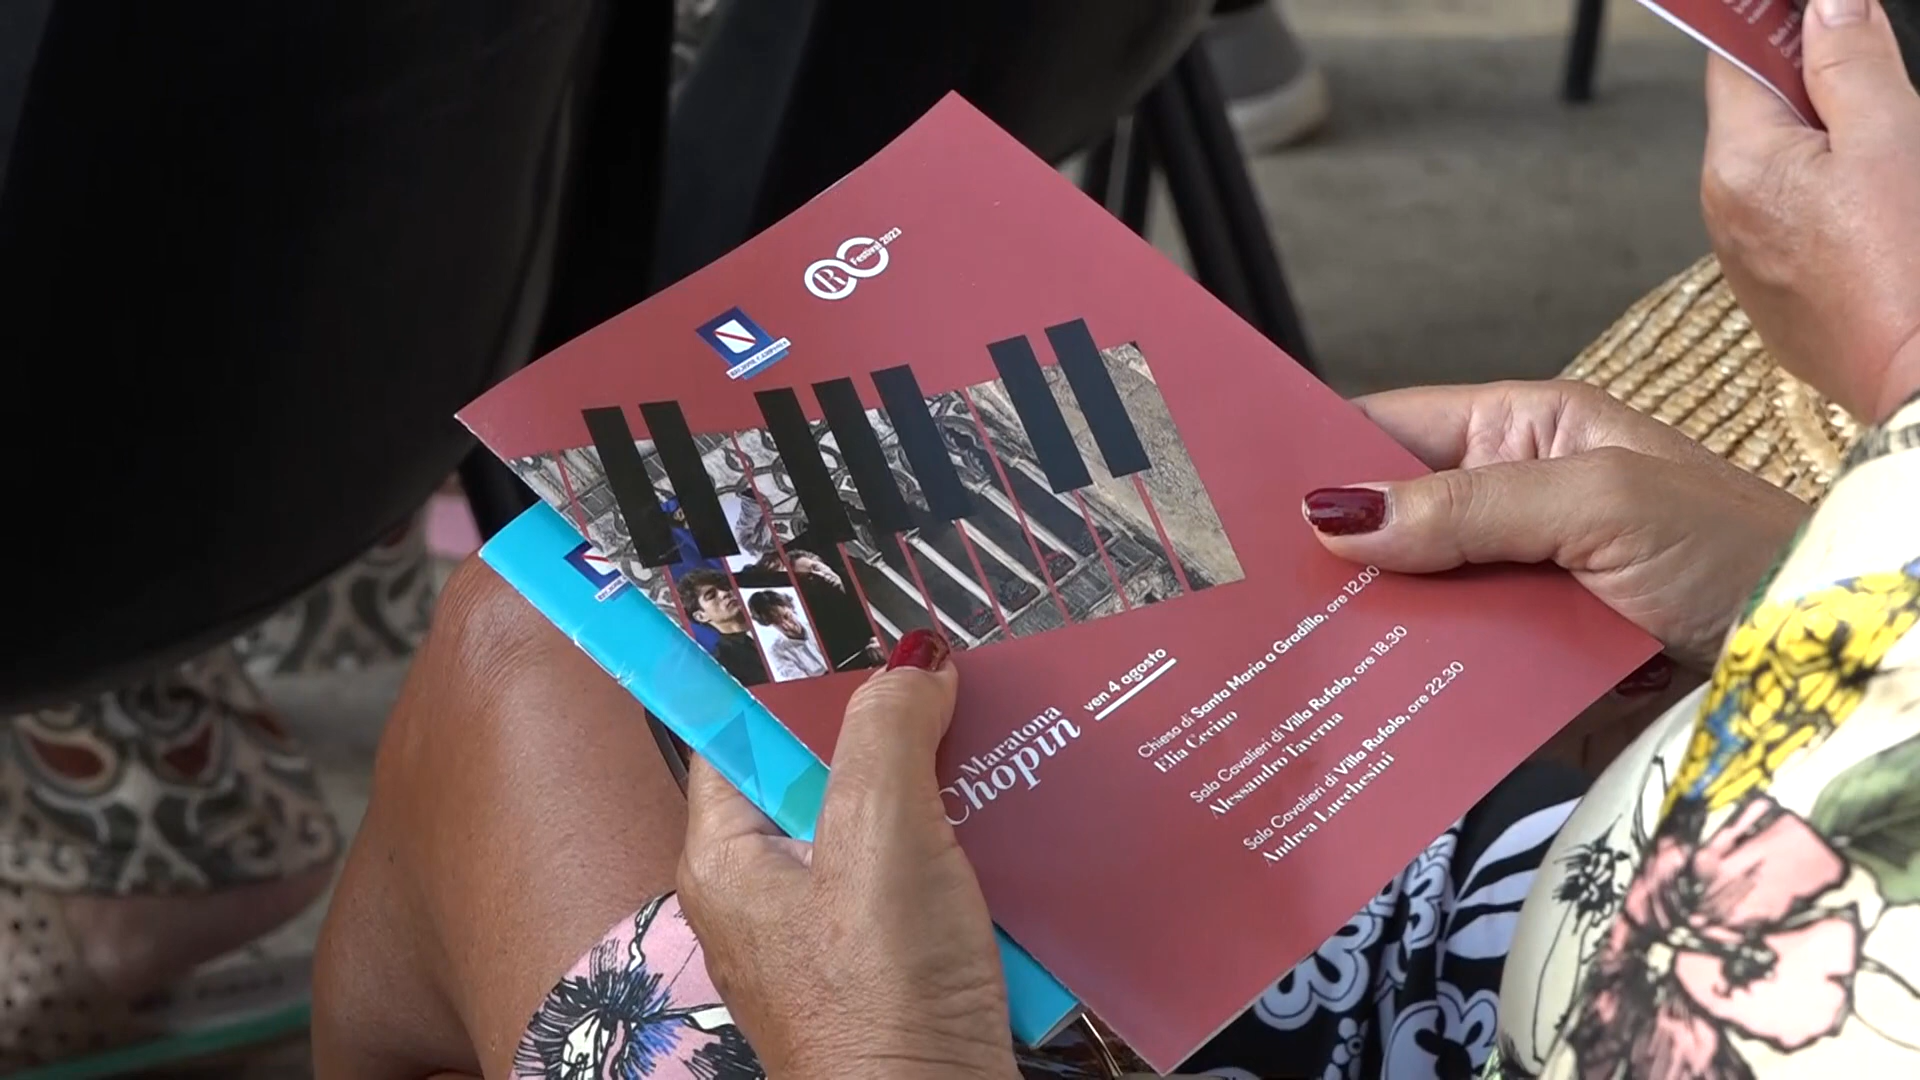 R
Festival 2023
Maratona
Chopin
ven 4 agosto
Chiesa di Santa Maria a Gradillo, ore 12.00
Elia Cecino
Sala Cavalieri di Villa Rufolo, ore 18.30
Alessandro Taverna
Sala Cavalieri di Villa Rufolo, ore 22.30
Andrea Lucchesini